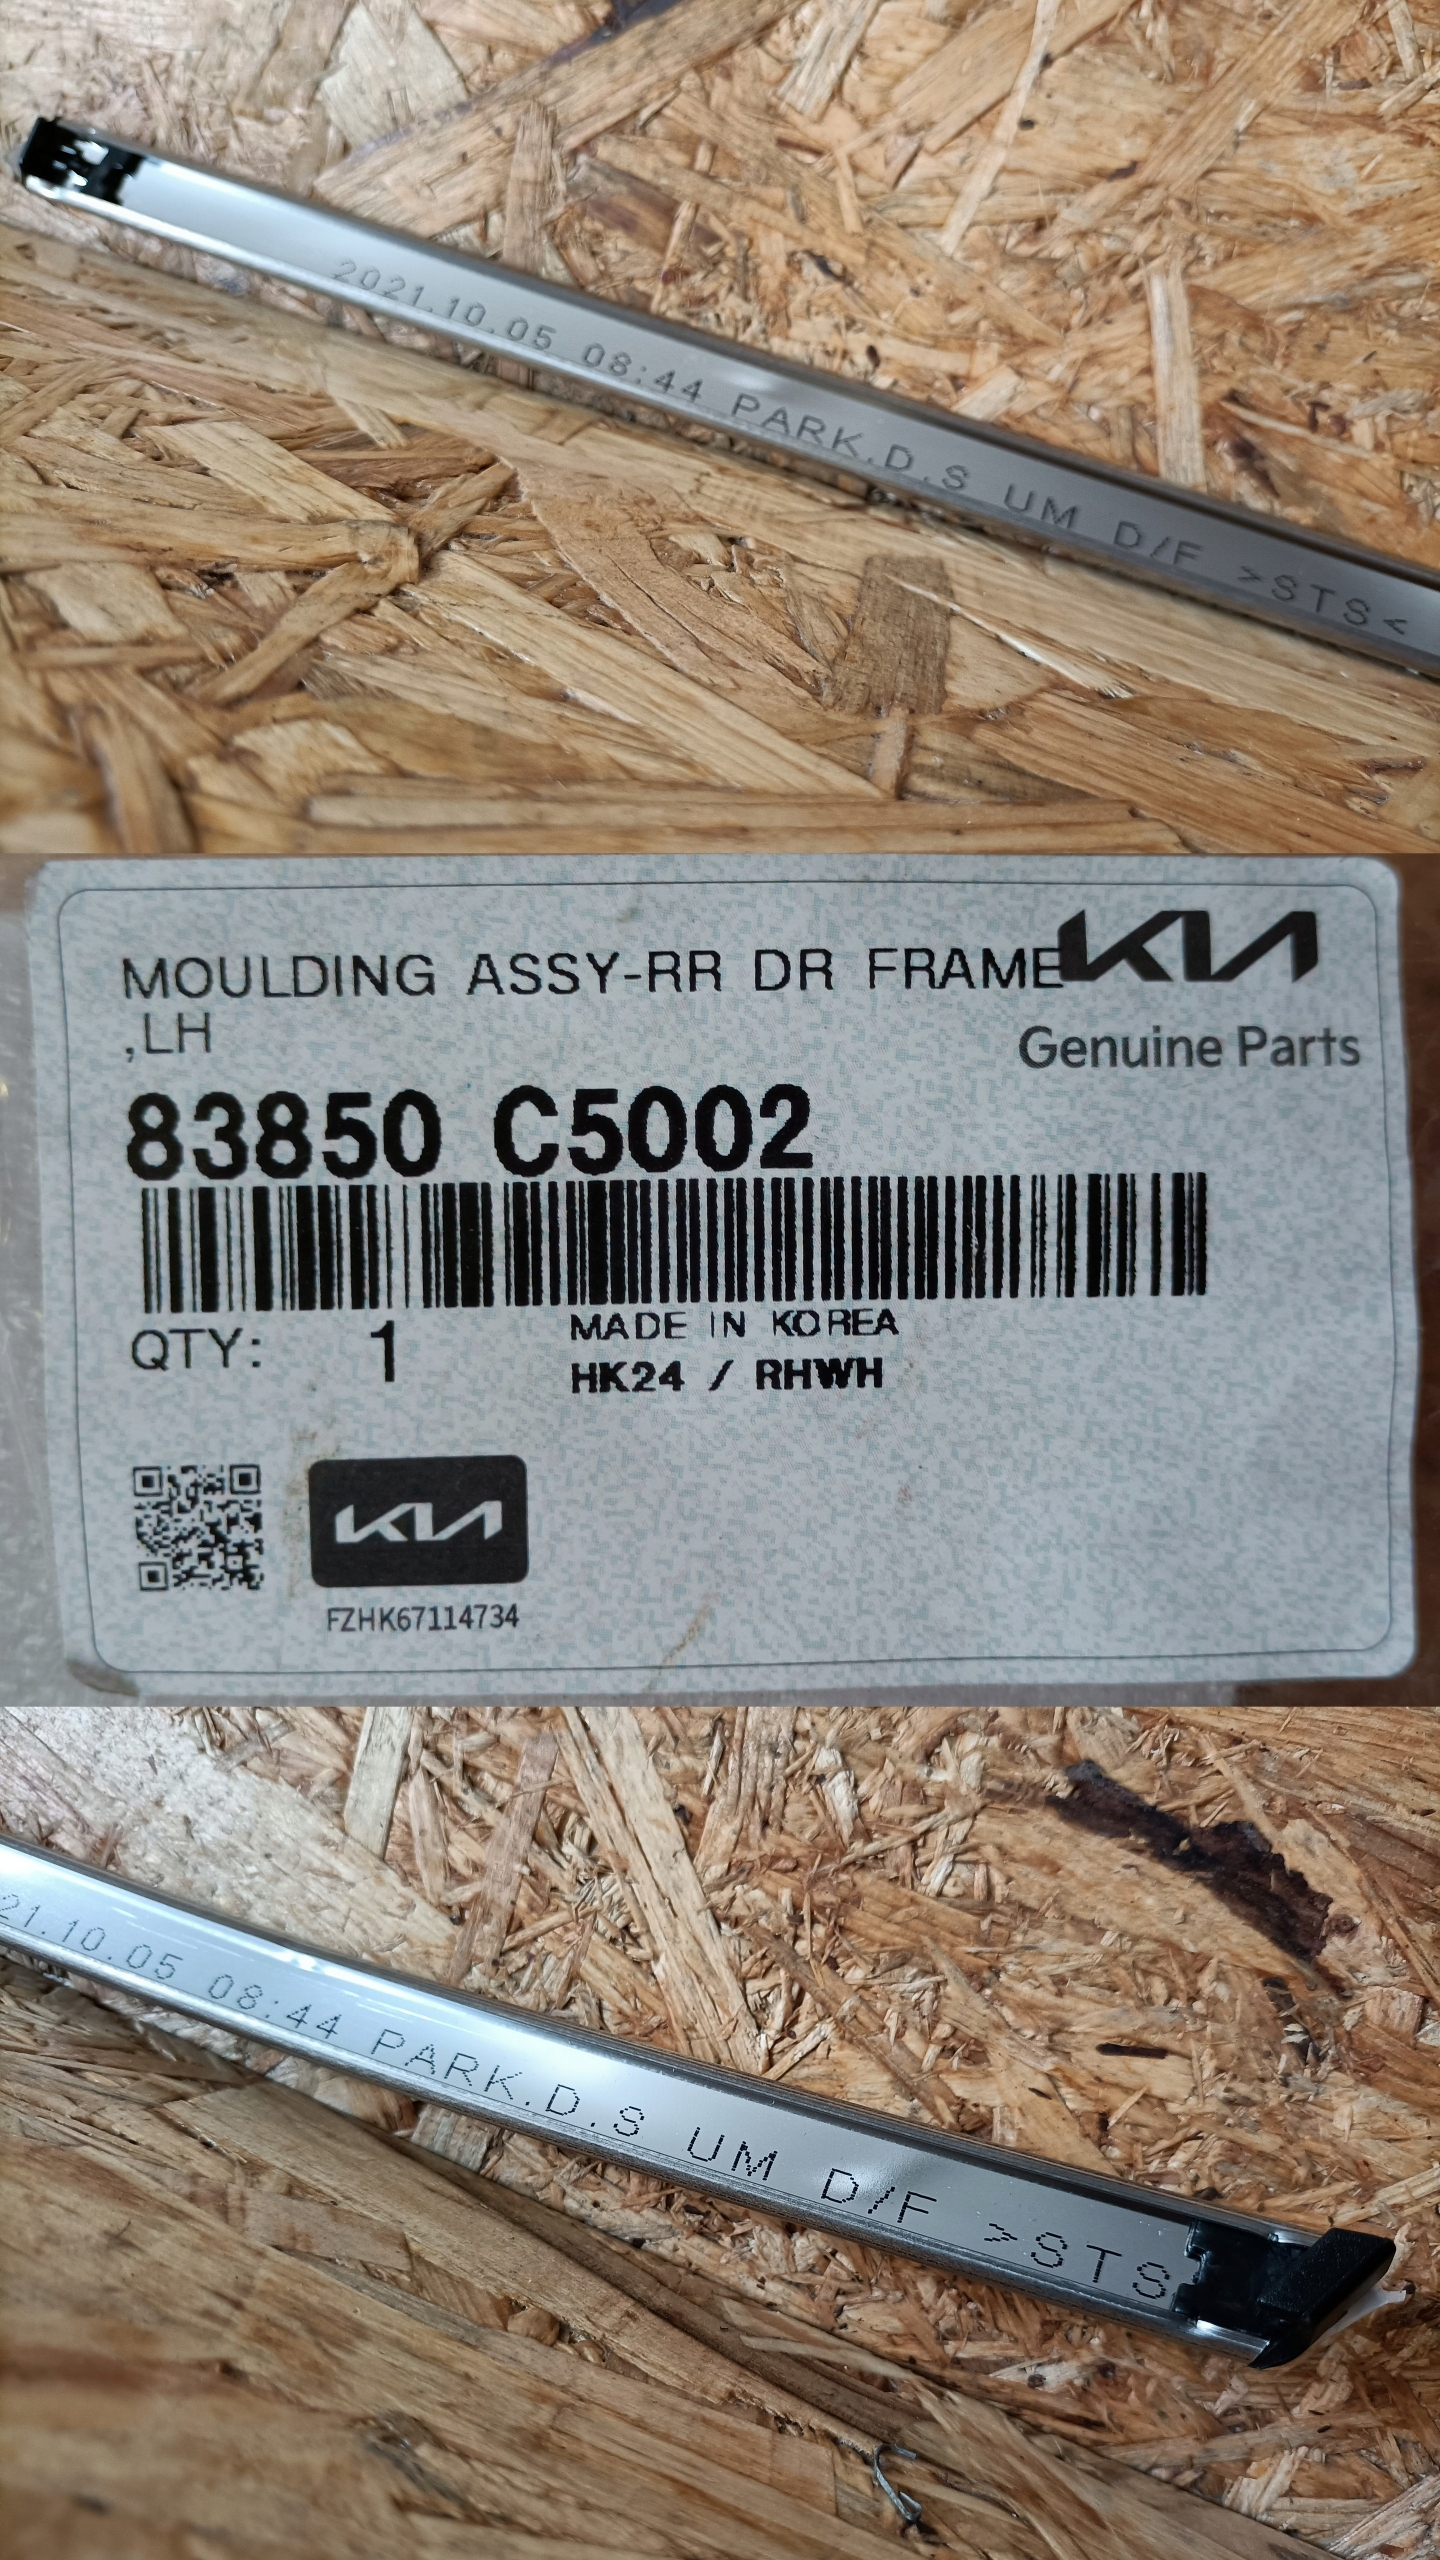 2021.10.05 08:44 PARK.D.S UM D/F >STS<
MOULDING ASSY-RR DR FRAME
,LH
KIA
Genuine Parts
83850 C5002
QTY: 1
MADE IN KOREA
HK24 / RHWH
KIA
FZHK67114734
21.10.05 08:44 PARK.D.S UM D/F >STS